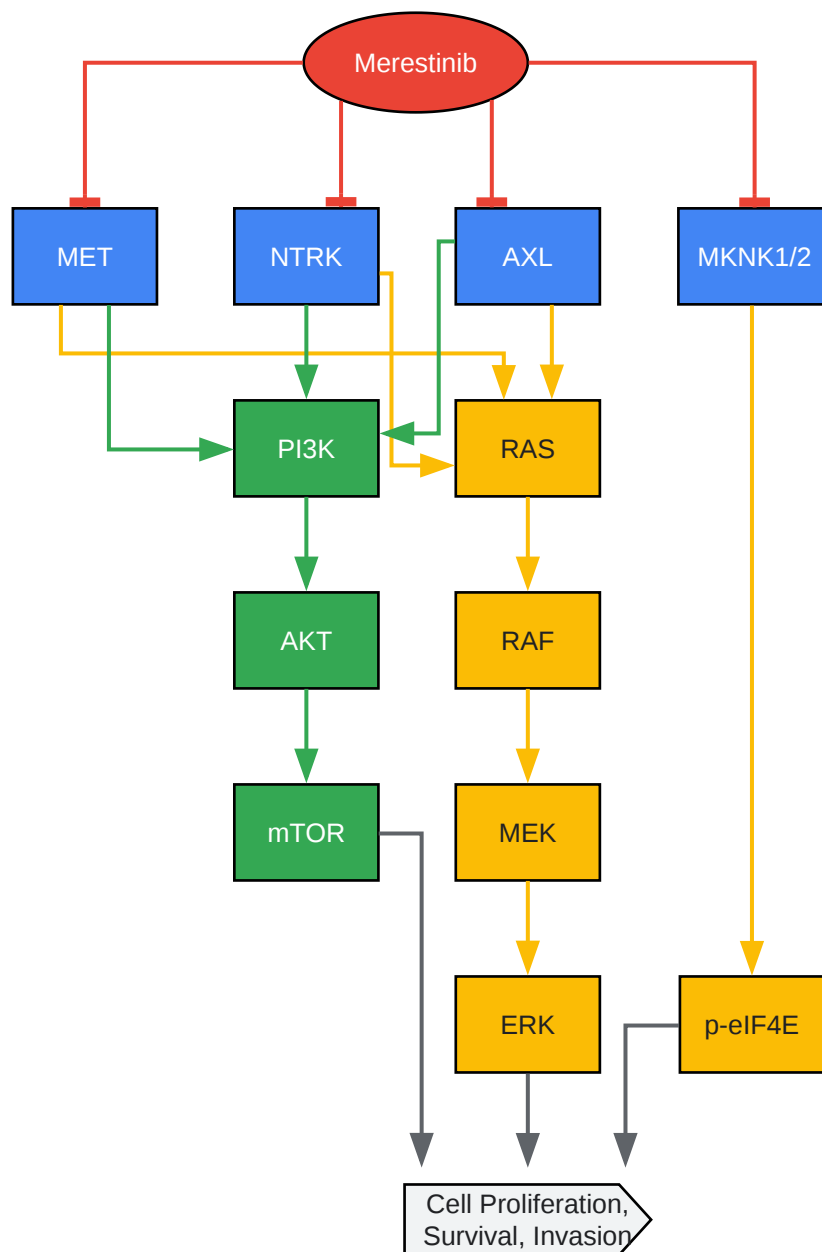 Merestinib
MET
NTRK
AXL
MKNK1/2
PI3K
RAS
AKT
RAF
mTOR
MEK
ERK
p-eIF4E
Cell Proliferation,
Survival, Invasion